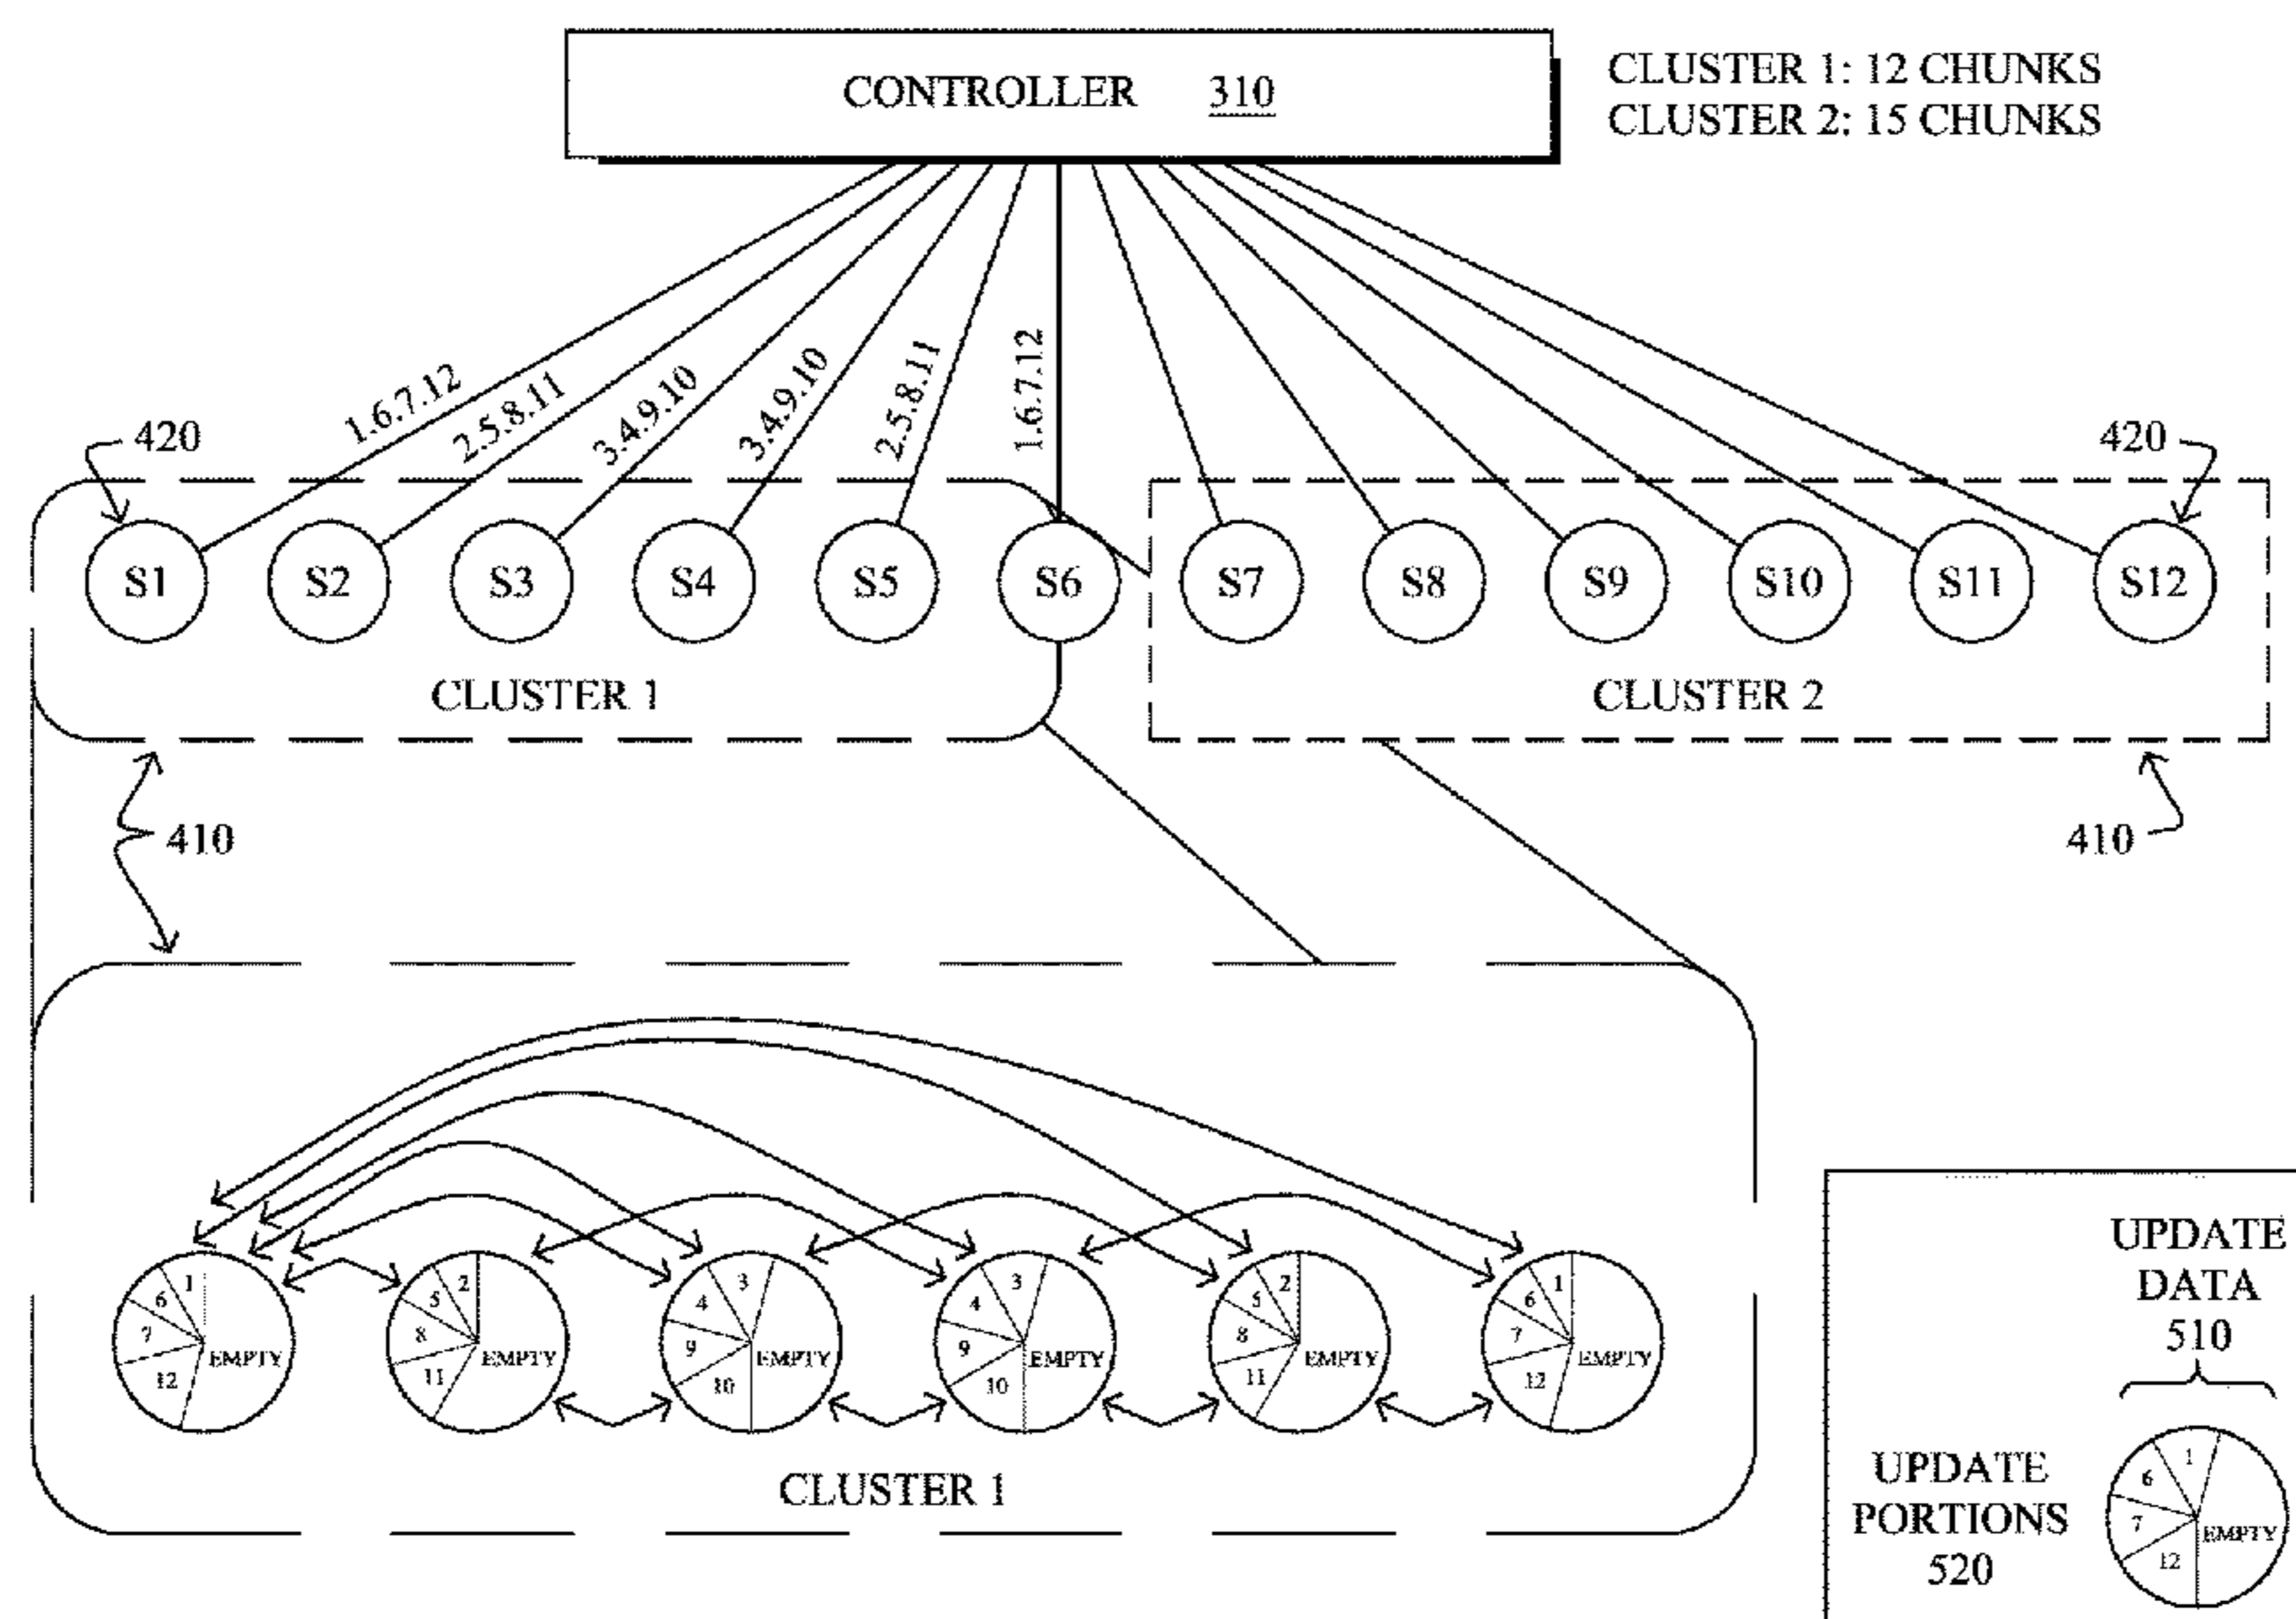 CONTROLLER 310
CLUSTER 1: 12 CHUNKS
CLUSTER 2: 15 CHUNKS
1.6.7.12
2.5.8.11
3.4.9.10
3.4.9.10
2.5.8.11
1.6.7.12
420
420
S1 S2 S3 S4 S5 S6 S7 S8 S9 S10 S11 S12
CLUSTER 1
CLUSTER 2
410
410
1 6 7 12 EMPTY
2 5 8 11 EMPTY
3 4 9 10 EMPTY
3 4 9 10 EMPTY
2 5 8 11 EMPTY
1 6 7 12 EMPTY
CLUSTER 1
UPDATE
DATA
510
UPDATE
PORTIONS
520
1 6 7 12 EMPTY